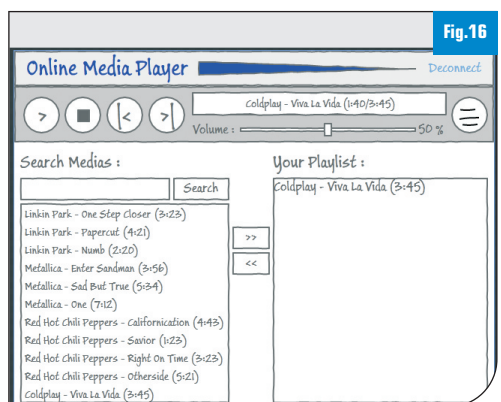 Fig.16
Online Media Player
Deconnect
>
<
>
Coldplay - Viva La Vida (1:40/3:45)
Volume : 50 %
Search Medias :
Search
Linkin Park - One Step Closer (3:23)
Linkin Park - Papercut (4:21)
Linkin Park - Numb (2:20)
Metallica - Enter Sandman (3:56)
Metallica - Sad But True (5:34)
Metallica - One (7:12)
Red Hot Chili Peppers - Californication (4:43)
Red Hot Chili Peppers - Savior (1:23)
Red Hot Chili Peppers - Right On Time (3:23)
Red Hot Chili Peppers - Otherside (5:21)
Coldplay - Viva La Vida (3:45)
>>
<<
Your Playlist :
Coldplay - Viva La Vida (3:45)